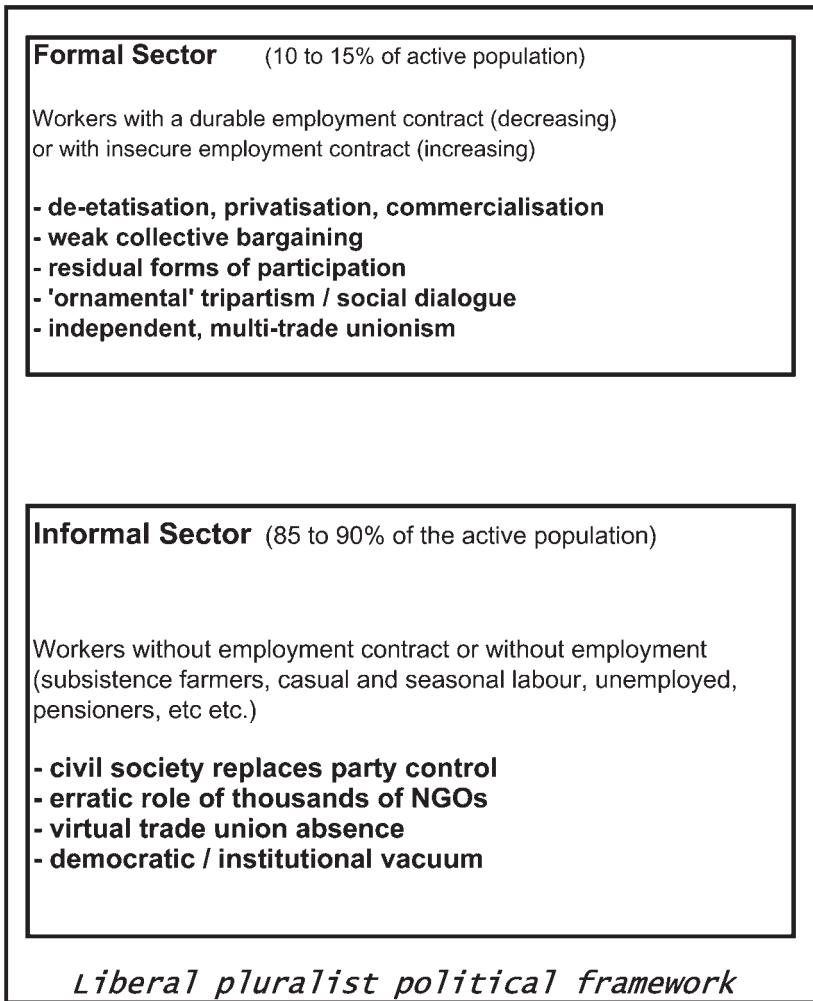 Formal Sector (10 to 15% of active population)
Workers with a durable employment contract (decreasing)
or with insecure employment contract (increasing)
- de-etatisation, privatisation, commercialisation
- weak collective bargaining
- residual forms of participation
- 'ornamental' tripartism / social dialogue
- independent, multi-trade unionism
Informal Sector (85 to 90% of the active population)
Workers without employment contract or without employment
(subsistence farmers, casual and seasonal labour, unemployed,
pensioners, etc etc.)
- civil society replaces party control
- erratic role of thousands of NGOs
- virtual trade union absence
- democratic / institutional vacuum
Liberal pluralist political framework